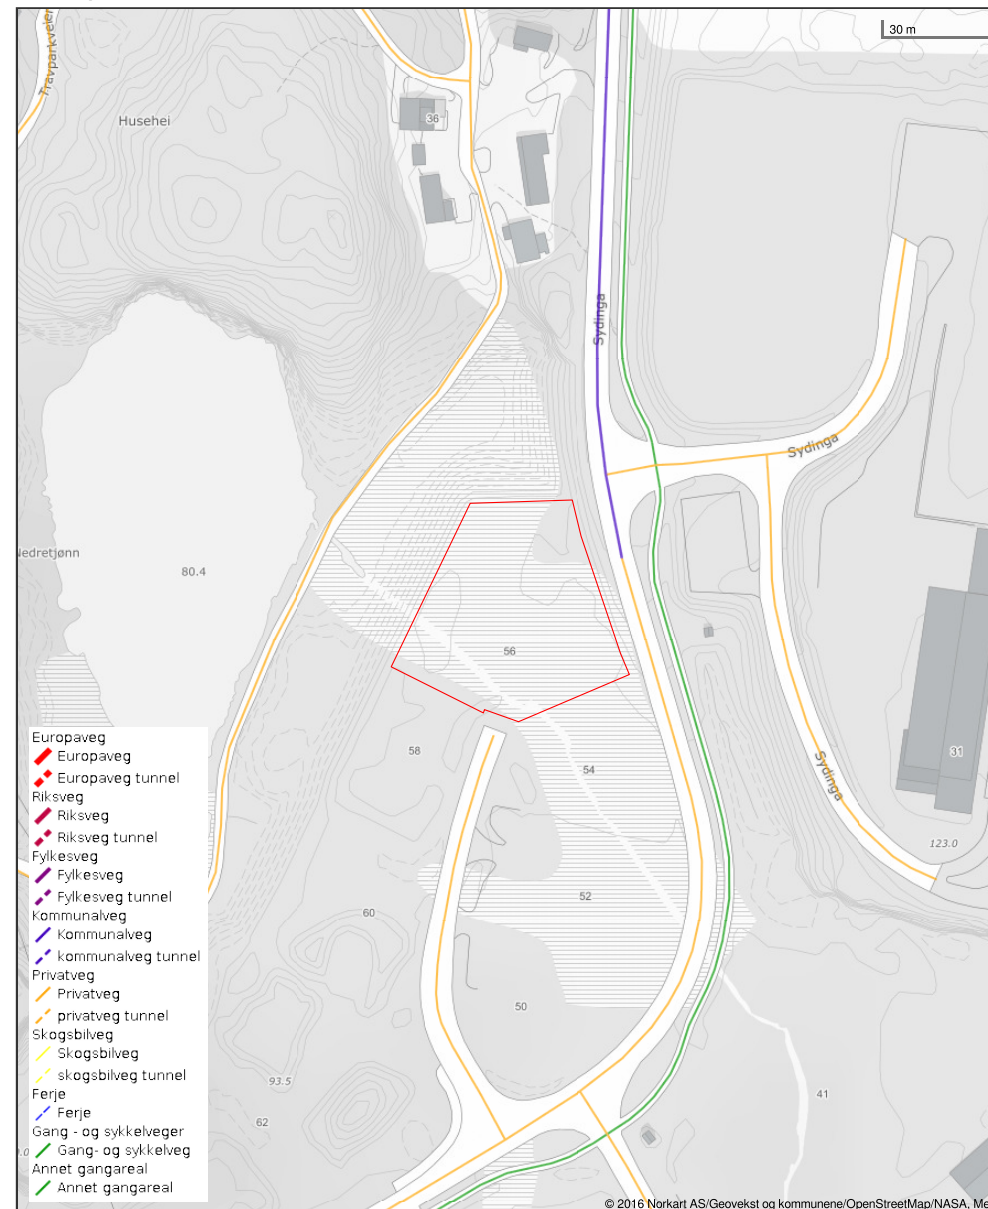 30 m
Travparkveien
Husehei
36
Sydinga
Sydinga
Nedretjønn
80.4
56
58
54
Sydinga
31
123.0
52
60
50
93.5
62
41
Europaveg
Europaveg
Europaveg tunnel
Riksveg
Riksveg
Riksveg tunnel
Fylkesveg
Fylkesveg
Fylkesveg tunnel
Kommunalveg
Kommunalveg
kommunalveg tunnel
Privatveg
Privatveg
privatveg tunnel
Skogsbilveg
Skogsbilveg
skogsbilveg tunnel
Ferje
Ferje
Gang - og sykkelveger
Gang- og sykkelveg
Annet gangareal
Annet gangareal
© 2016 Norkart AS/Geovekst og kommunene/OpenStreetMap/NASA, Me